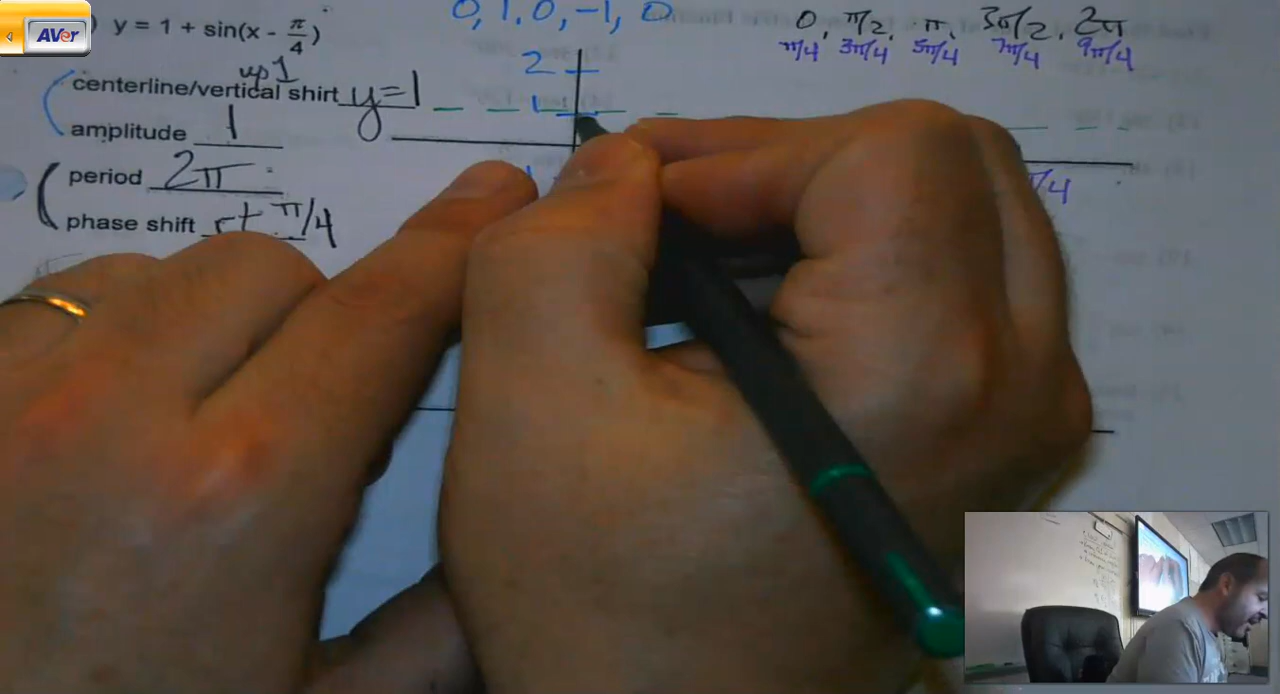 AVer
) y = 1 + sin(x - π/4)
0, 1, 0, -1, 0
0, π/2, π, 3π/2, 2π
π/4 3π/4 5π/4 7π/4 9π/4
up 1
centerline/vertical shirt y=1
amplitude 1
period 2π
phase shift rt π/4
2
1
π/4